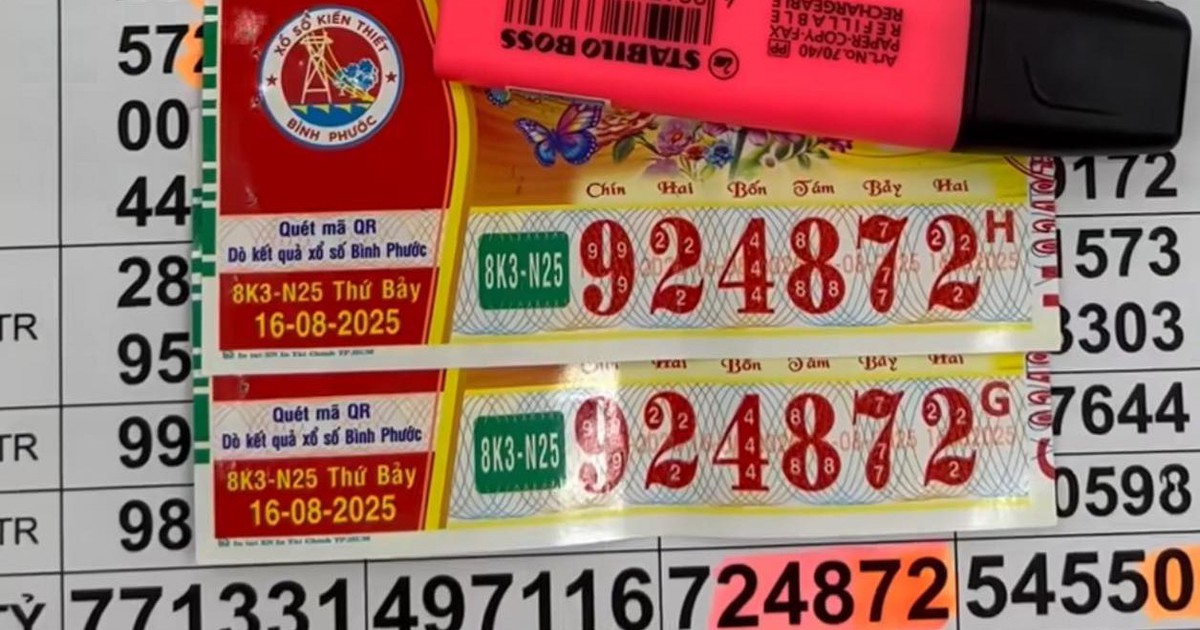 572
00
44
TR
28
95
TR
99
TR
98
XỔ SỐ KIẾN THIẾT
BÌNH PHƯỚC
STABILO BOSS
Art.No.70/40
PAPER-COPY-FAX
REFILLABLE
RECHARGEABLE
Chín Hai Bốn Tám Bảy Hai
Quét mã QR
Dò kết quả xổ số Bình Phước
8K3-N25 Thứ Bảy
16-08-2025
8K3-N25
924872 H
Chín Hai Bốn Tám Bảy Hai
Quét mã QR
Dò kết quả xổ số Bình Phước
8K3-N25 Thứ Bảy
16-08-2025
8K3-N25
924872 G
9172
1573
3303
7644
0598
TỶ 771331 497116 724872 54550